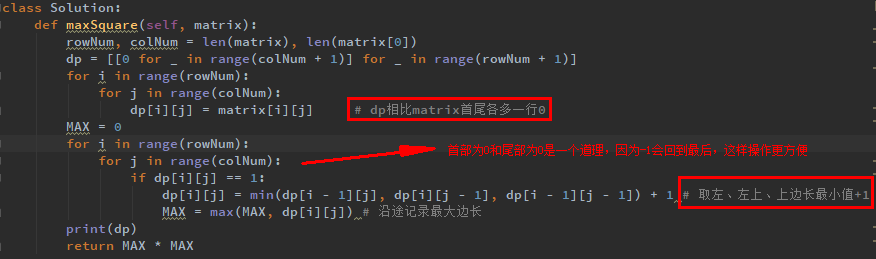 class Solution:
def maxSquare(self, matrix):
rowNum, colNum = len(matrix), len(matrix[0])
dp = [[0 for _ in range(colNum + 1)] for _ in range(rowNum + 1)]
for i in range(rowNum):
for j in range(colNum):
dp[i][j] = matrix[i][j] # dp相比matrix首尾各多一行0
MAX = 0
for i in range(rowNum):
首部为0和尾部为0是一个道理，因为-1会回到最后，这样操作更方便
for j in range(colNum):
if dp[i][j] == 1:
dp[i][j] = min(dp[i - 1][j], dp[i][j - 1], dp[i - 1][j - 1]) + 1 # 取左、左上、上边长最小值+1
MAX = max(MAX, dp[i][j]) # 沿途记录最大边长
print(dp)
return MAX * MAX